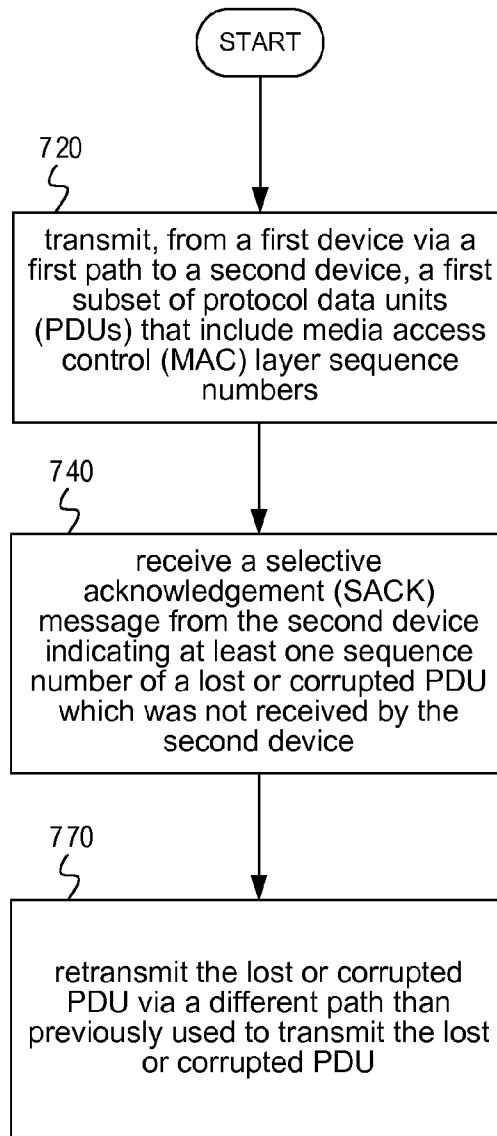 START
720
transmit, from a first device via a
first path to a second device, a first
subset of protocol data units
(PDUs) that include media access
control (MAC) layer sequence
numbers
740
receive a selective
acknowledgement (SACK)
message from the second device
indicating at least one sequence
number of a lost or corrupted PDU
which was not received by the
second device
770
retransmit the lost or corrupted
PDU via a different path than
previously used to transmit the lost
or corrupted PDU